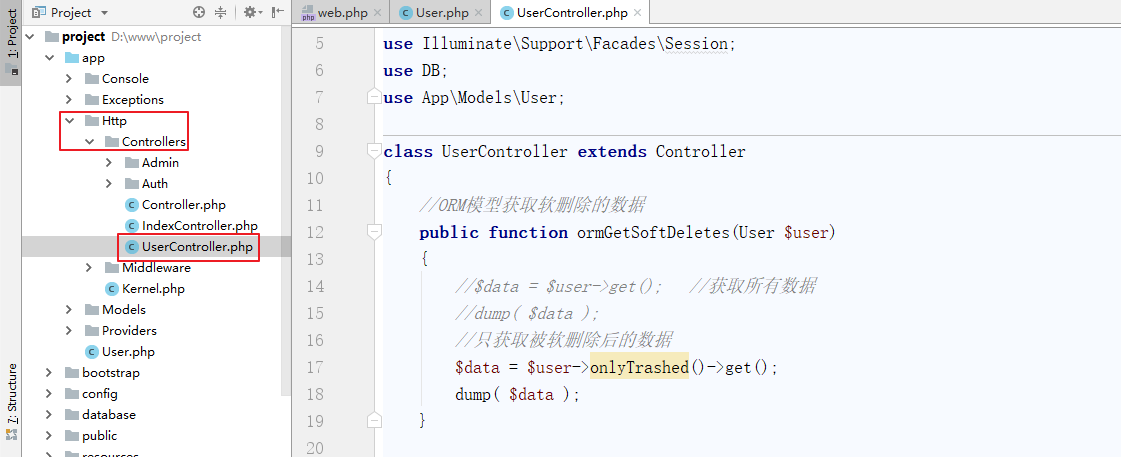 1: Project
7: Structure
Project
project D:\www\project
app
Console
Exceptions
Http
Controllers
Admin
Auth
Controller.php
IndexController.php
UserController.php
Middleware
Kernel.php
Models
Providers
User.php
bootstrap
config
database
public
resources
web.php
User.php
UserController.php
5 use Illuminate\Support\Facades\Session;
6 use DB;
7 use App\Models\User;
8
9 class UserController extends Controller
10 {
11 //ORM模型获取软删除的数据
12 public function ormGetSoftDeletes(User $user)
13 {
14 //$data = $user->get(); //获取所有数据
15 //dump( $data );
16 //只获取被软删除后的数据
17 $data = $user->onlyTrashed()->get();
18 dump( $data );
19 }
20